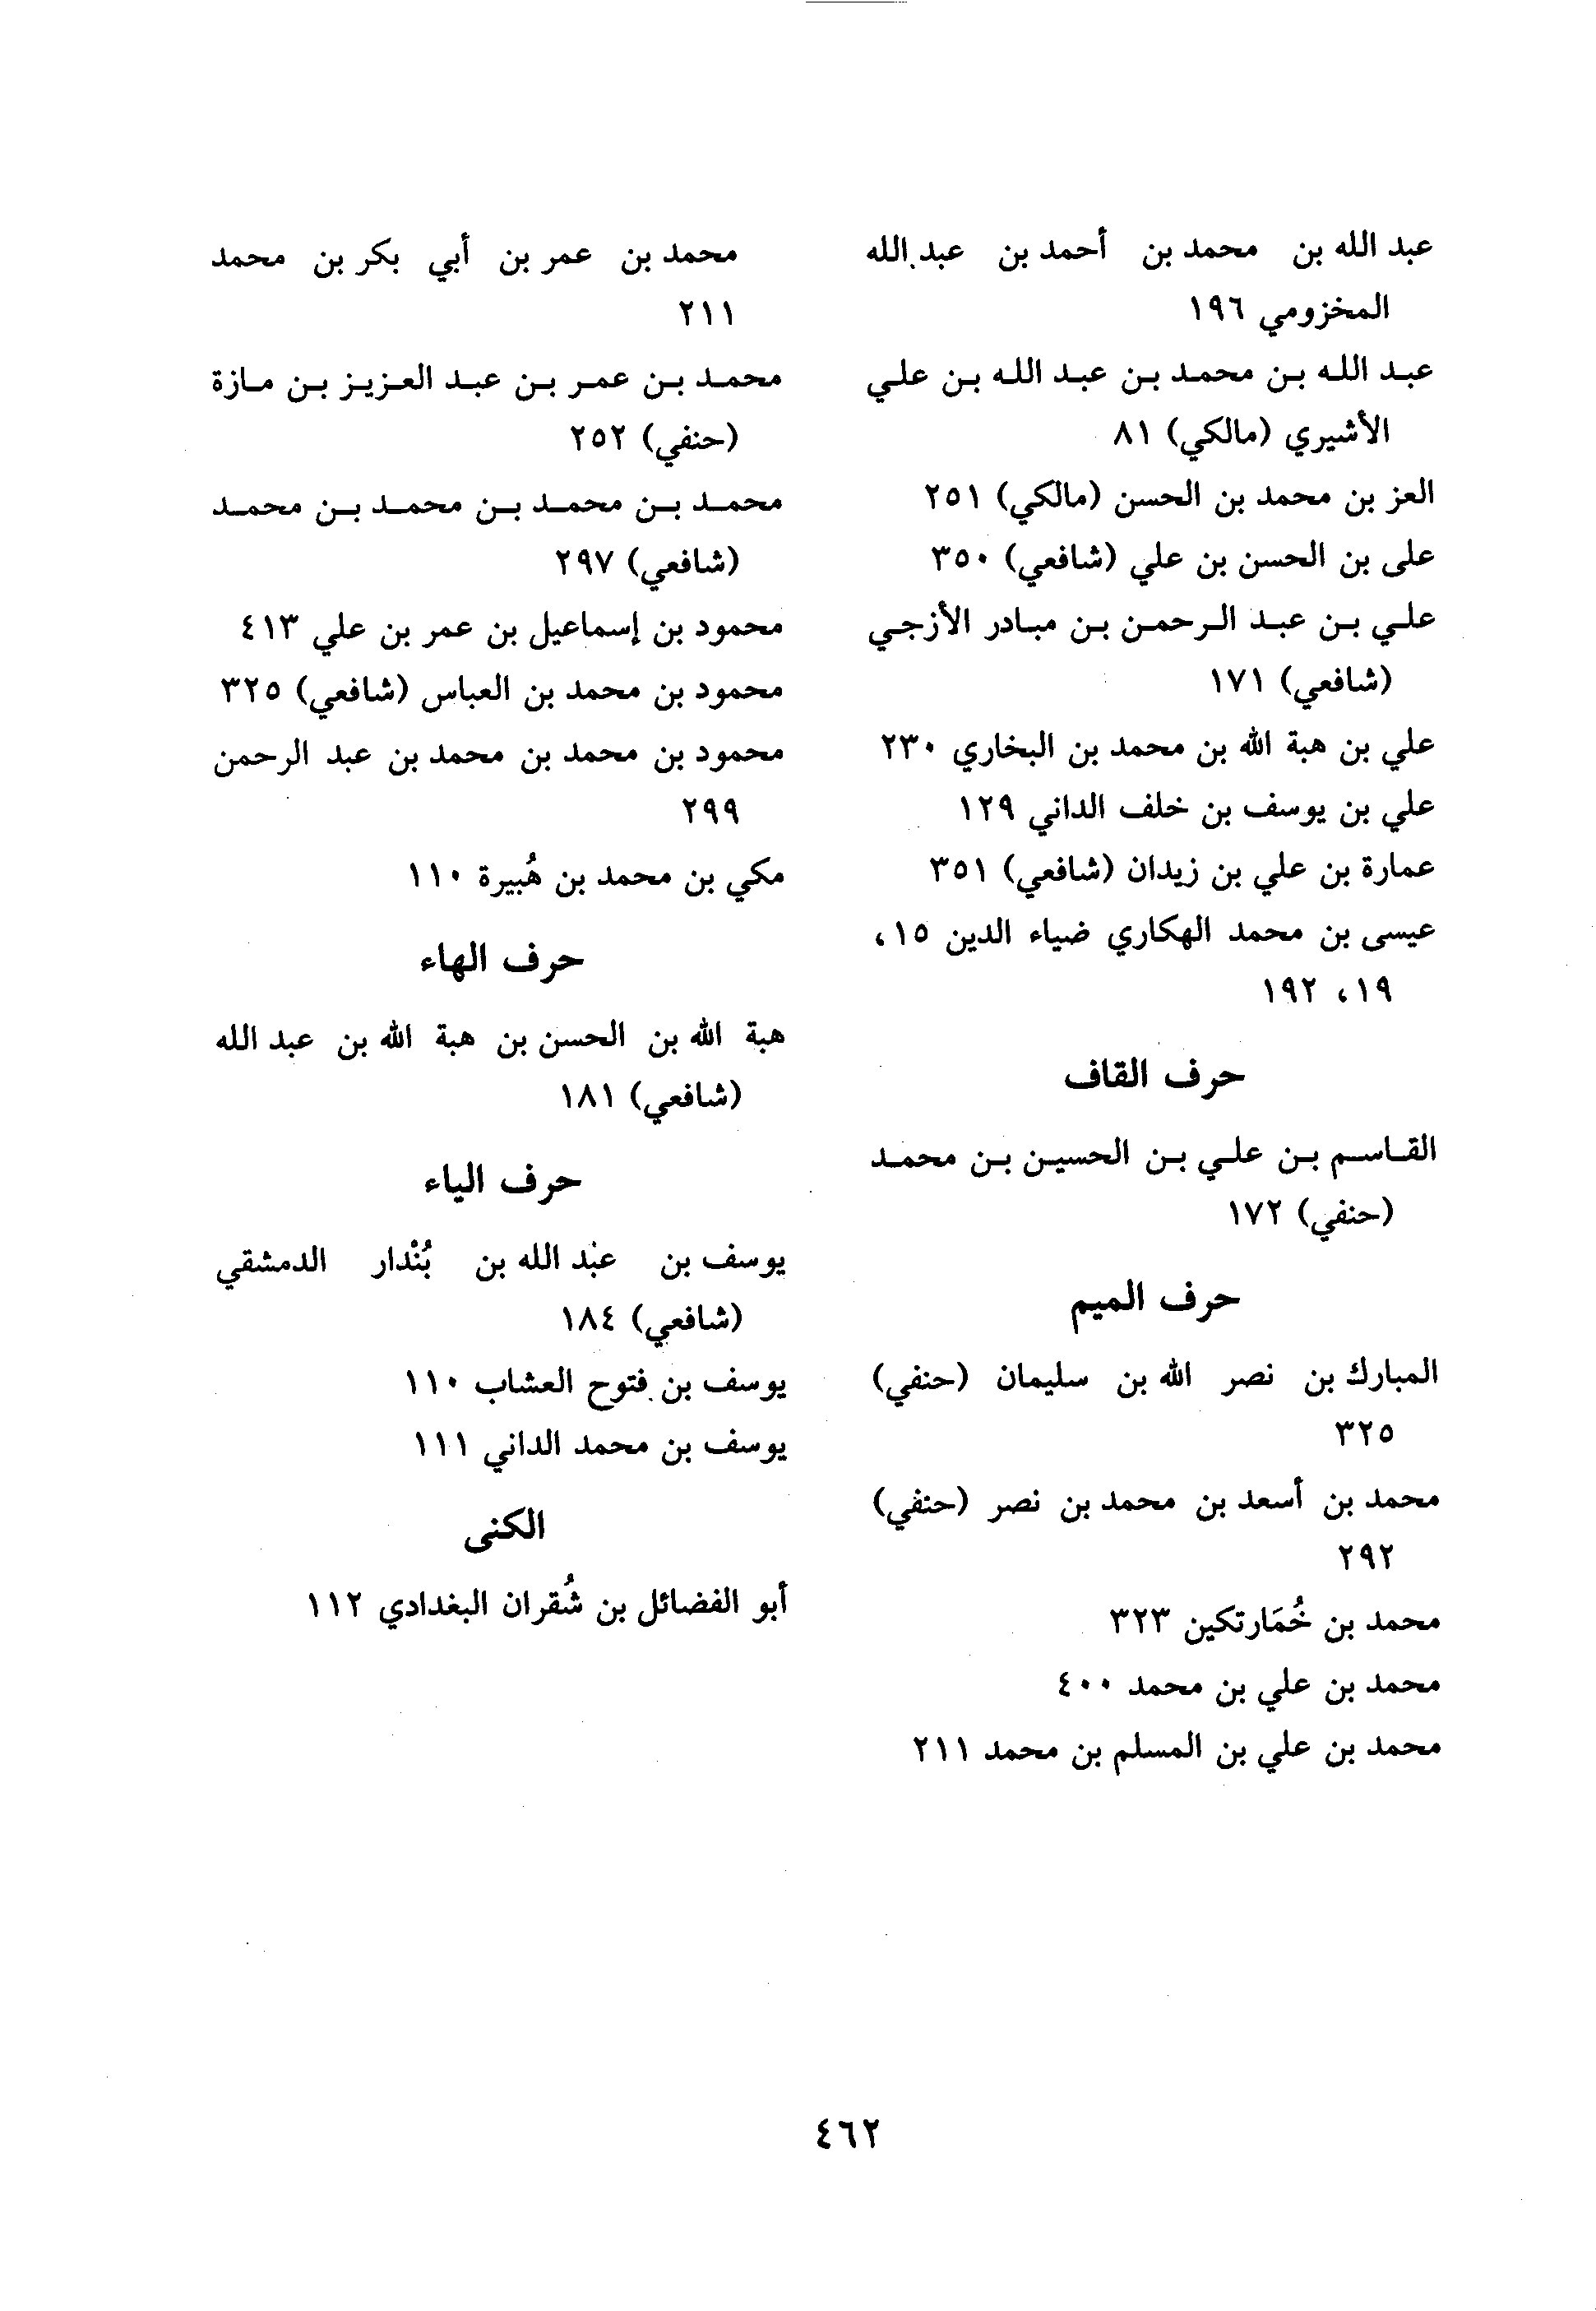 عبد الله بن محمد بن أحمد بن عبد الله
المخزومي ١٩٦
عبد الله بن محمد بن عبد الله بن علي
الأشيري (مالكي) ٨١
العز بن محمد بن الحسن (مالكي) ٢٥١
على بن الحسن بن علي (شافعي) ٣٥٠
علي بن عبد الرحمن بن مبادر الأزجي
(شافعي) ١٧١
علي بن هبة الله بن محمد بن البخاري ٢٣٠
علي بن يوسف بن خلف الداني ١٢٩
عمارة بن علي بن زيدان (شافعي) ٣٥١
عيسى بن محمد الهكاري ضياء الدين ١٥،
١٩، ١٩٢
حرف القاف
القاسم بن علي بن الحسين بن محمد
(حنفي) ١٧٢
حرف الميم
المبارك بن نصر الله بن سليمان (حنفي)
٣٢٥
محمد بن أسعد بن محمد بن نصر (حنفي)
٢٩٢
محمد بن خُمَارتكين ٣٢٣
محمد بن علي بن محمد ٤٠٠
محمد بن علي بن المسلم بن محمد ٢١١
محمد بن عمر بن أبي بكر بن محمد
٢١١
محمد بن عمر بن عبد العزيز بن مازة
(حنفي) ٢٥٢
محمد بن محمد بن محمد بن محمد
(شافعي) ٢٩٧
محمود بن إسماعيل بن عمر بن علي ٤١٣
محمود بن محمد بن العباس (شافعي) ٣٢٥
محمود بن محمد بن محمد بن عبد الرحمن
٢٩٩
مكي بن محمد بن هُبيرة ١١٠
حرف الهاء
هبة الله بن الحسن بن هبة الله بن عبد الله
(شافعي) ١٨١
حرف الياء
يوسف بن عبد الله بن بُنْدار الدمشقي
(شافعي) ١٨٤
يوسف بن فتوح العشاب ١١٠
يوسف بن محمد الداني ١١١
الكنى
أبو الفضائل بن شُقران البغدادي ١١٢
٤٦٢